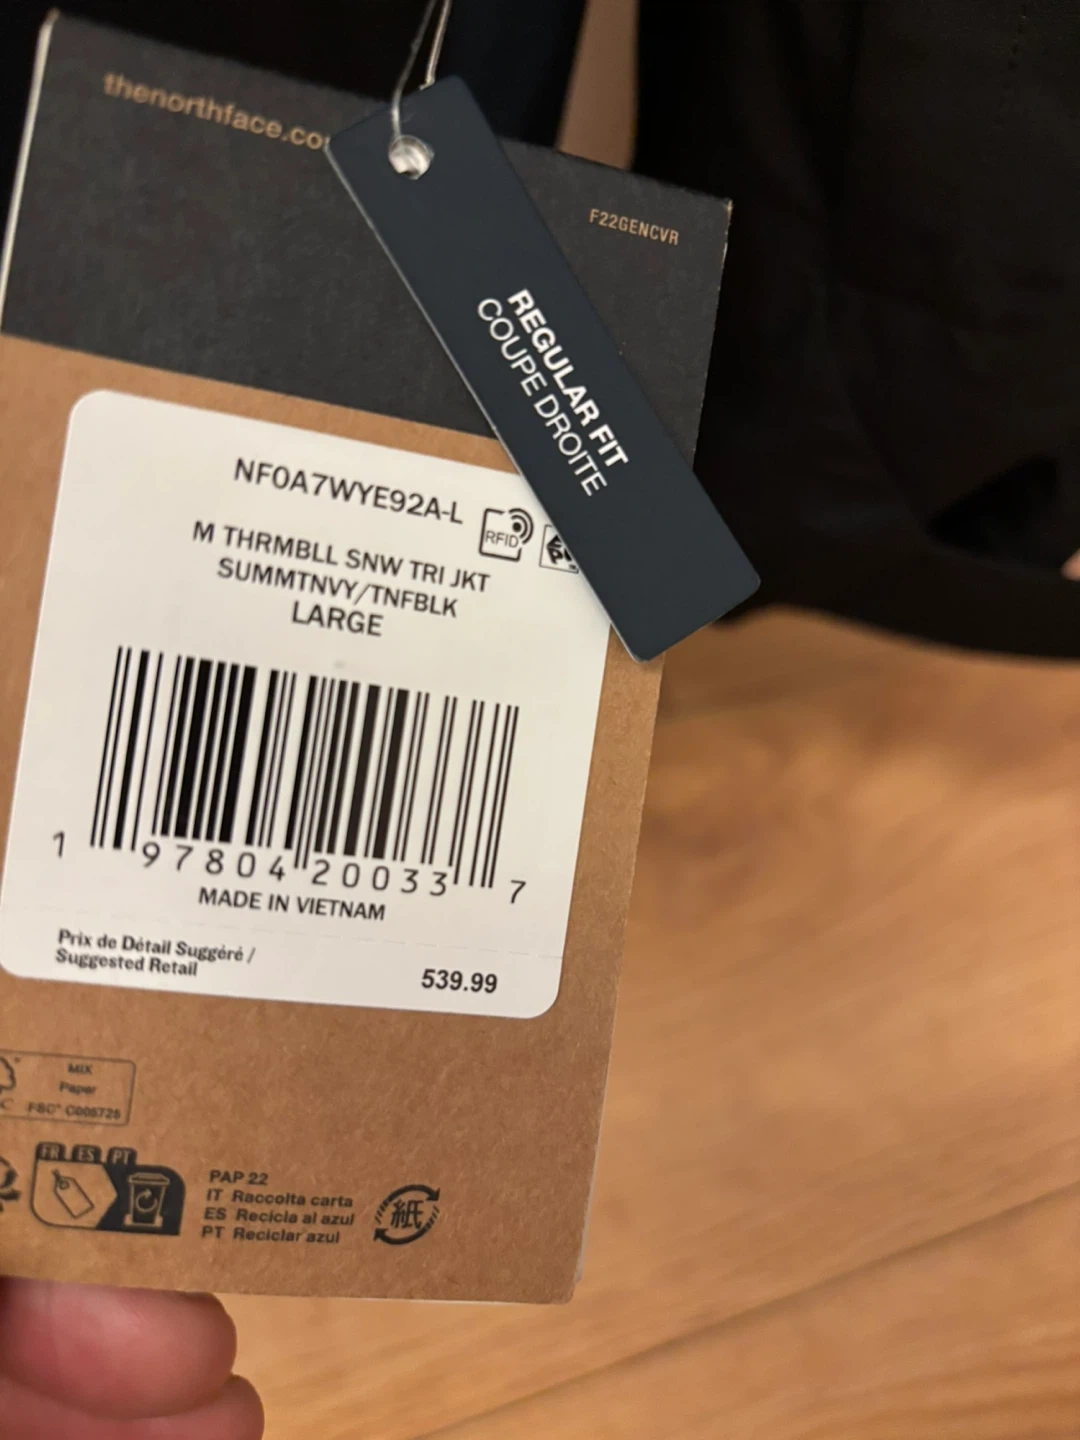 thenorthface.co
F22GENCVR
REGULAR FIT
COUPE DROITE
NF0A7WYE92A-L
RFID
M THRMBLL SNW TRI JKT
SUMMTNVY/TNFBLK
LARGE
1 97804 20033 7
MADE IN VIETNAM
Prix de Détail Suggéré /
Suggested Retail
539.99
MIX
Paper
FSC® C005725
FR ES PT
PAP 22
IT Raccolta carta
ES Recicla al azul
PT Reciclar azul
紙